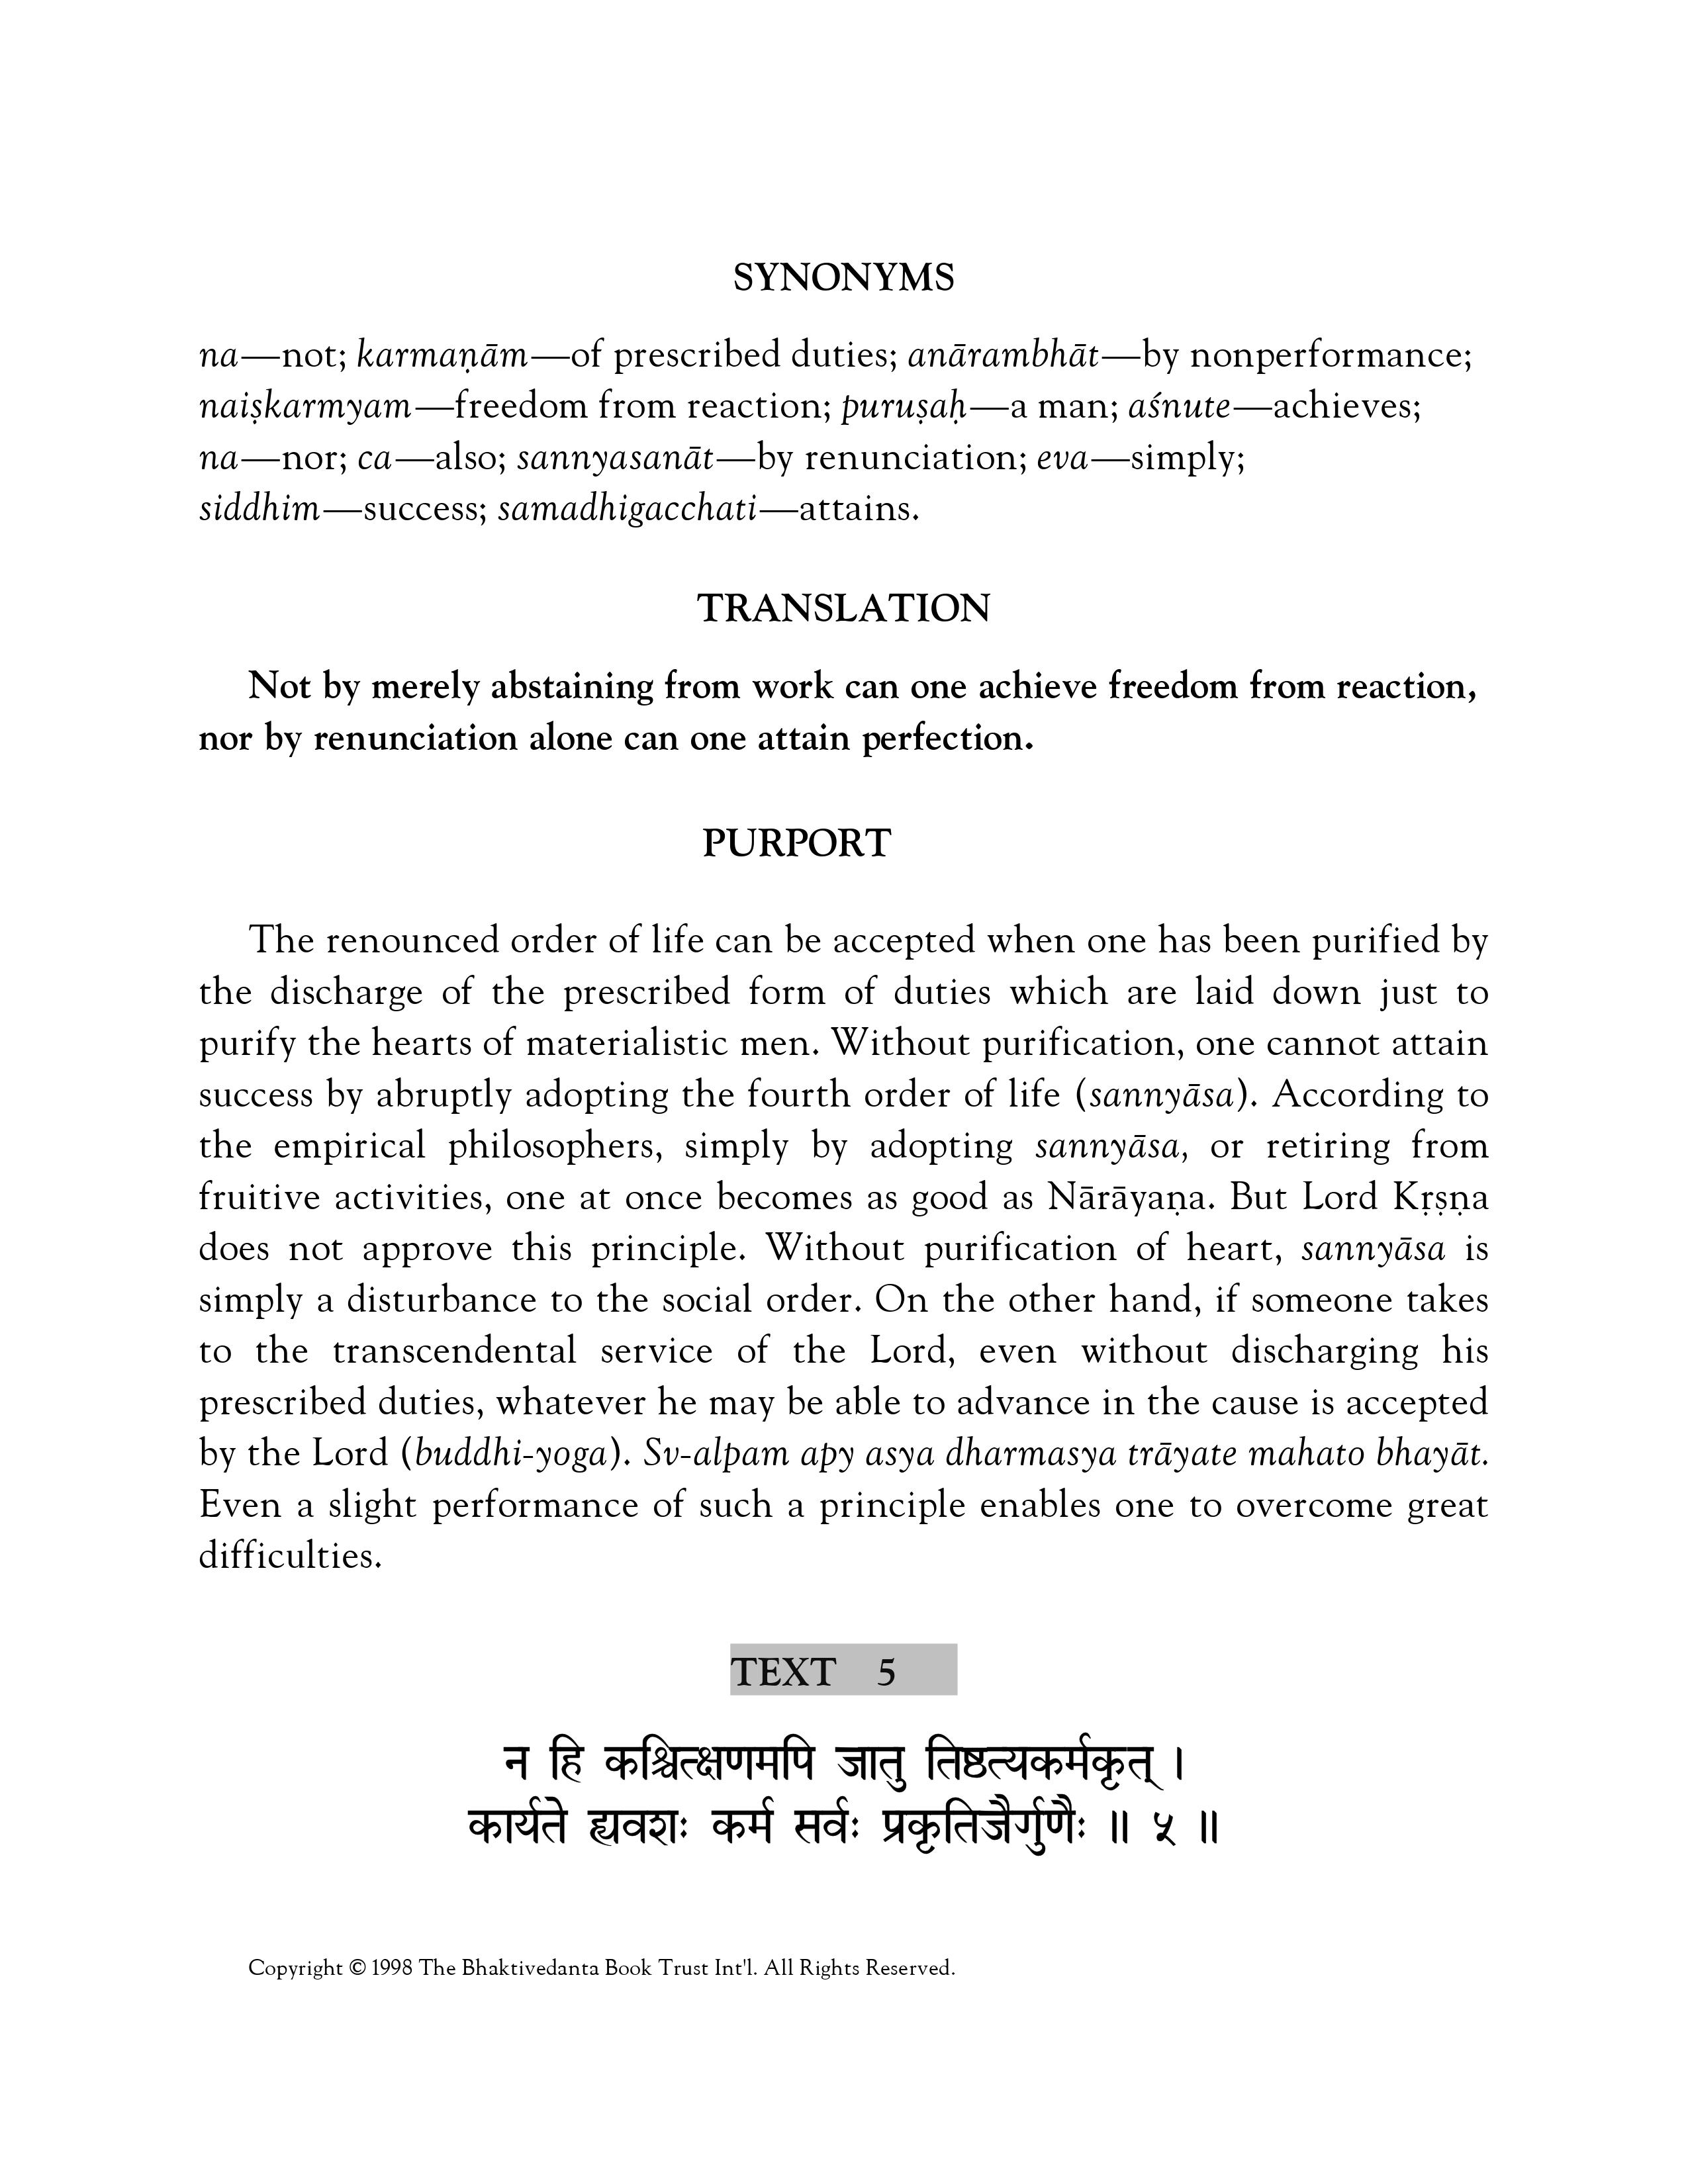 SYNONYMS
na—not; karmaṇām—of prescribed duties; anārambhāt—by nonperformance;
naiṣkarmyam—freedom from reaction; puruṣaḥ—a man; aśnute—achieves;
na—nor; ca—also; sannyasanāt—by renunciation; eva—simply;
siddhim—success; samadhigacchati—attains.
TRANSLATION
Not by merely abstaining from work can one achieve freedom from reaction,
nor by renunciation alone can one attain perfection.
PURPORT
The renounced order of life can be accepted when one has been purified by
the discharge of the prescribed form of duties which are laid down just to
purify the hearts of materialistic men. Without purification, one cannot attain
success by abruptly adopting the fourth order of life (sannyāsa). According to
the empirical philosophers, simply by adopting sannyāsa, or retiring from
fruitive activities, one at once becomes as good as Nārāyaṇa. But Lord Kṛṣṇa
does not approve this principle. Without purification of heart, sannyāsa is
simply a disturbance to the social order. On the other hand, if someone takes
to the transcendental service of the Lord, even without discharging his
prescribed duties, whatever he may be able to advance in the cause is accepted
by the Lord (buddhi-yoga). Sv-alpam apy asya dharmasya trāyate mahato bhayāt.
Even a slight performance of such a principle enables one to overcome great
difficulties.
TEXT 5
न हि कश्चित्क्षणमपि जातु तिष्ठत्यकर्मकृत् ।
कार्यते ह्यवशः कर्म सर्वः प्रकृतिजैर्गुणैः ॥ ५ ॥
Copyright © 1998 The Bhaktivedanta Book Trust Int'l. All Rights Reserved.